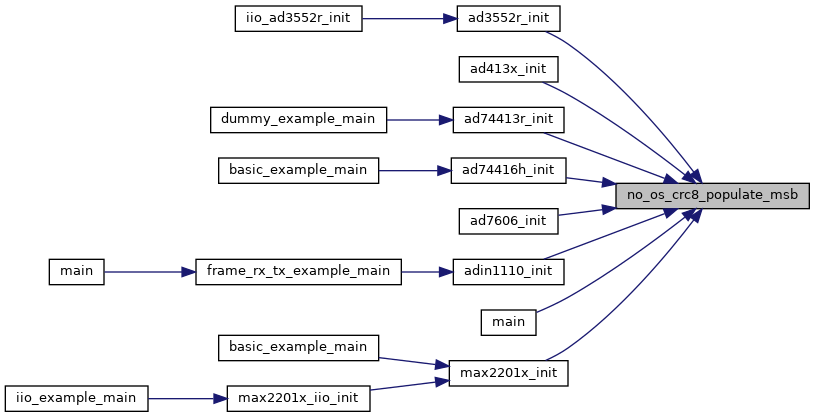 iio_ad3552r_init
ad3552r_init
ad413x_init
dummy_example_main
ad74413r_init
basic_example_main
ad74416h_init
no_os_crc8_populate_msb
ad7606_init
main
frame_rx_tx_example_main
adin1110_init
main
basic_example_main
max2201x_init
iio_example_main
max2201x_iio_init